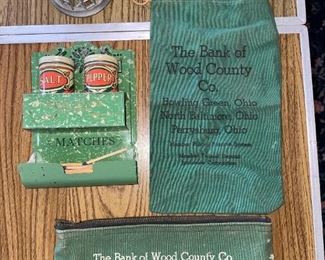 SALT
PEPPER
MATCHES
The Bank of
Wood County
Co.
Bowling Green, Ohio
North Baltimore, Ohio
Perrysburg, Ohio
The Bank of Wood County Co.